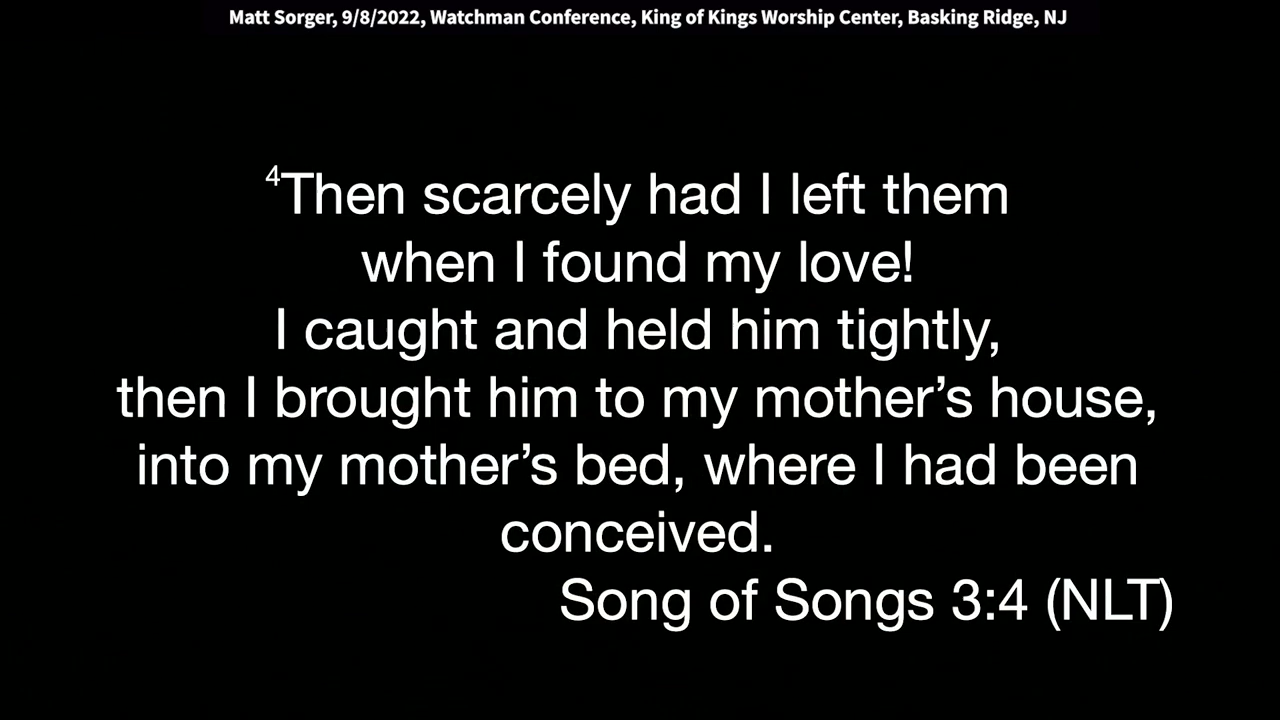 Matt Sorger, 9/8/2022, Watchman Conference, King of Kings Worship Center, Basking Ridge, NJ
4Then scarcely had I left them
when I found my love!
I caught and held him tightly,
then I brought him to my mother’s house,
into my mother’s bed, where I had been
conceived.
Song of Songs 3:4 (NLT)